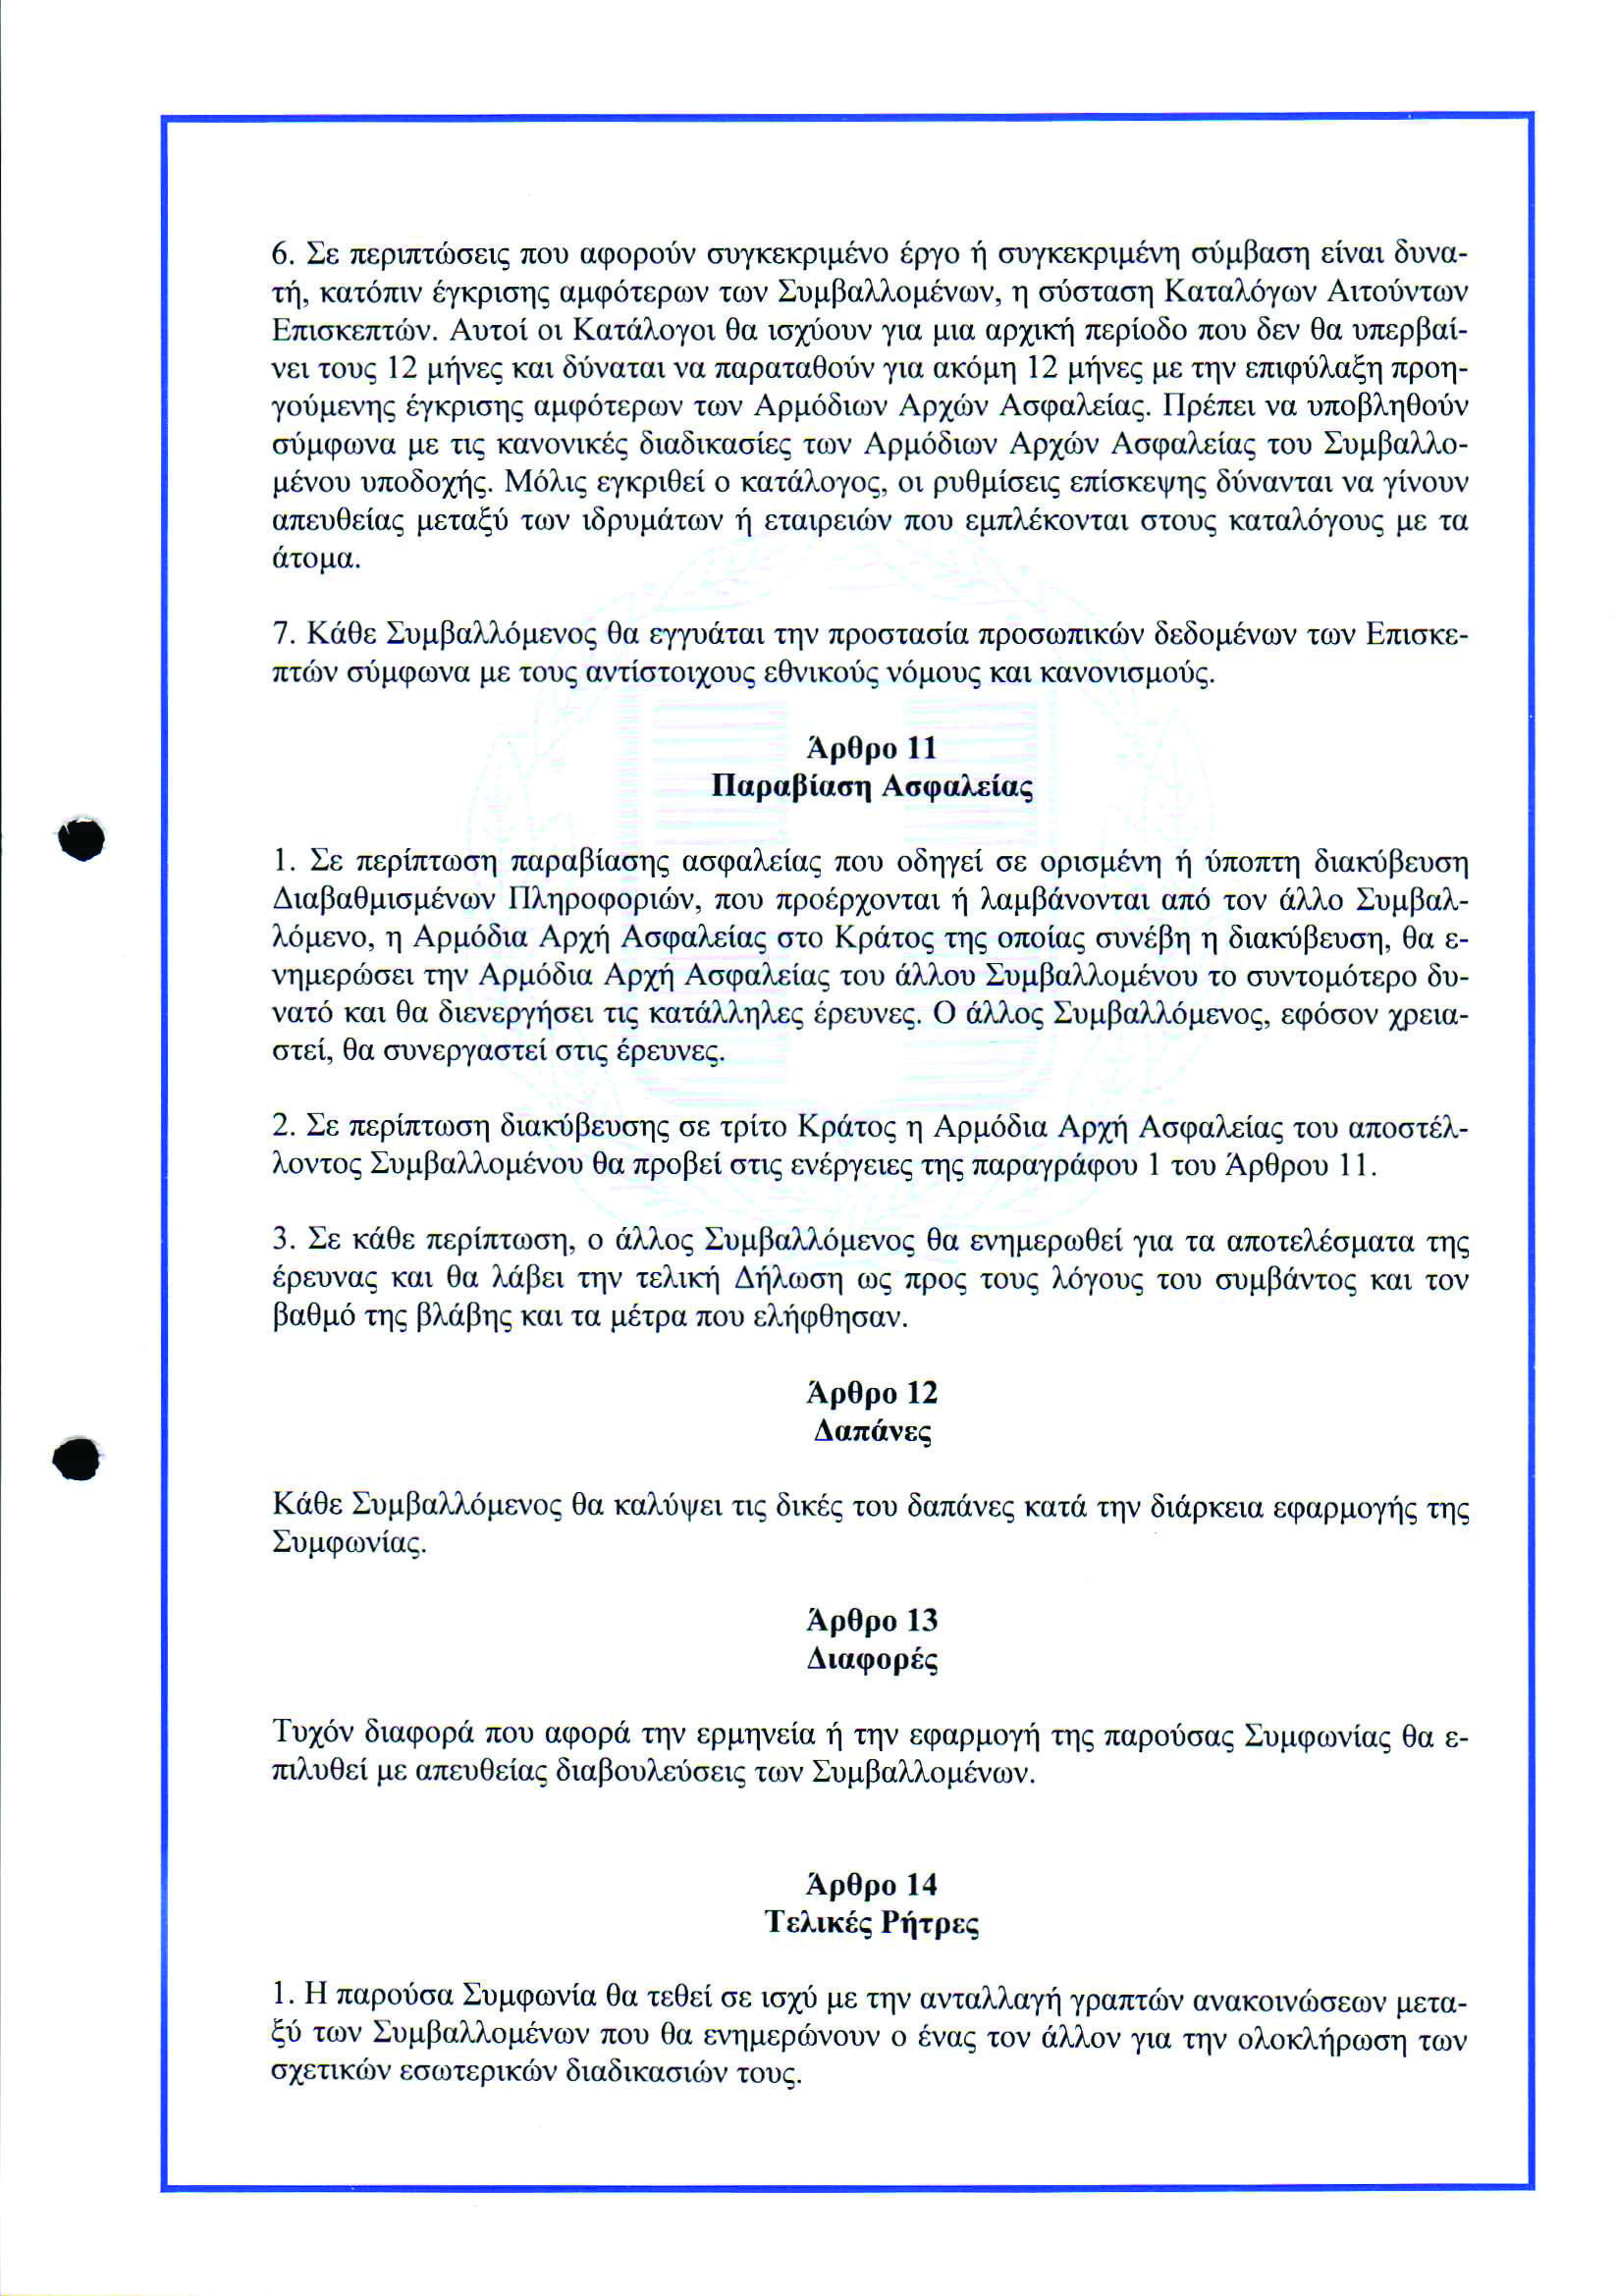 6. Σε περιπτώσεις που αφορούν συγκεκριμένο έργο ή συγκεκριμένη σύμβαση είναι δυνα-
τή, κατόπιν έγκρισης αμφότερων των Συμβαλλομένων, η σύσταση Καταλόγων Αιτούντων
Επισκεπτών. Αυτοί οι Κατάλογοι θα ισχύουν για μια αρχική περίοδο που δεν θα υπερβαί-
νει τους 12 μήνες και δύναται να παραταθούν για ακόμη 12 μήνες με την επιφύλαξη προη-
γούμενης έγκρισης αμφότερων των Αρμόδιων Αρχών Ασφαλείας. Πρέπει να υποβληθούν
σύμφωνα με τις κανονικές διαδικασίες των Αρμόδιων Αρχών Ασφαλείας του Συμβαλλο-
μένου υποδοχής. Μόλις εγκριθεί ο κατάλογος, οι ρυθμίσεις επίσκεψης δύνανται να γίνουν
απευθείας μεταξύ των ιδρυμάτων ή εταιρειών που εμπλέκονται στους καταλόγους με τα
άτομα.
7. Κάθε Συμβαλλόμενος θα εγγυάται την προστασία προσωπικών δεδομένων των Επισκε-
πτών σύμφωνα με τους αντίστοιχους εθνικούς νόμους και κανονισμούς.
Άρθρο 11
Παραβίαση Ασφαλείας
1. Σε περίπτωση παραβίασης ασφαλείας που οδηγεί σε ορισμένη ή ύποπτη διακύβευση
Διαβαθμισμένων Πληροφοριών, που προέρχονται ή λαμβάνονται από τον άλλο Συμβαλ-
λόμενο, η Αρμόδια Αρχή Ασφαλείας στο Κράτος της οποίας συνέβη η διακύβευση, θα ε-
νημερώσει την Αρμόδια Αρχή Ασφαλείας του άλλου Συμβαλλομένου το συντομότερο δυ-
νατό και θα διενεργήσει τις κατάλληλες έρευνες. Ο άλλος Συμβαλλόμενος, εφόσον χρεια-
στεί, θα συνεργαστεί στις έρευνες.
2. Σε περίπτωση διακύβευσης σε τρίτο Κράτος η Αρμόδια Αρχή Ασφαλείας του αποστέλ-
λοντος Συμβαλλομένου θα προβεί στις ενέργειες της παραγράφου 1 του Άρθρου 11.
3. Σε κάθε περίπτωση, ο άλλος Συμβαλλόμενος θα ενημερωθεί για τα αποτελέσματα της
έρευνας και θα λάβει την τελική Δήλωση ως προς τους λόγους του συμβάντος και τον
βαθμό της βλάβης και τα μέτρα που ελήφθησαν.
Άρθρο 12
Δαπάνες
Κάθε Συμβαλλόμενος θα καλύψει τις δικές του δαπάνες κατά την διάρκεια εφαρμογής της
Συμφωνίας.
Άρθρο 13
Διαφορές
Τυχόν διαφορά που αφορά την ερμηνεία ή την εφαρμογή της παρούσας Συμφωνίας θα ε-
πιλυθεί με απευθείας διαβουλεύσεις των Συμβαλλομένων.
Άρθρο 14
Τελικές Ρήτρες
1. Η παρούσα Συμφωνία θα τεθεί σε ισχύ με την ανταλλαγή γραπτών ανακοινώσεων μετα-
ξύ των Συμβαλλομένων που θα ενημερώνουν ο ένας τον άλλον για την ολοκλήρωση των
σχετικών εσωτερικών διαδικασιών τους.